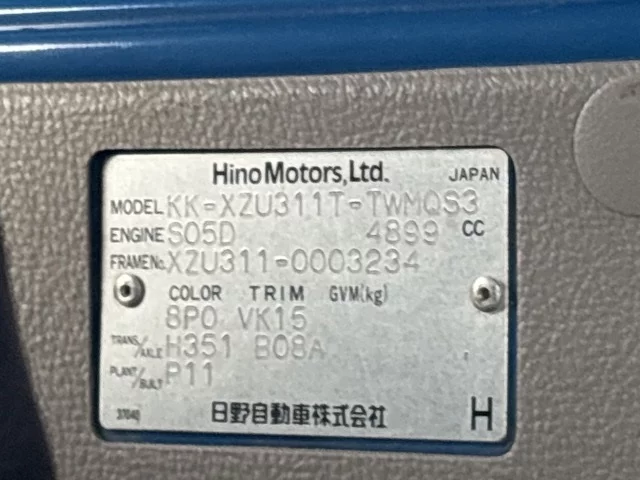 Hino Motors, Ltd. JAPAN
MODEL KK-XZU311T-TWMQS3
ENGINE S05D 4899 CC
FRAME No. XZU311-0003234
COLOR TRIM GVM(kg)
8P0 VK15
TRANS/AXLE H351 B08A
PLANT/BUILT P11
37040 日野自動車株式会社 H